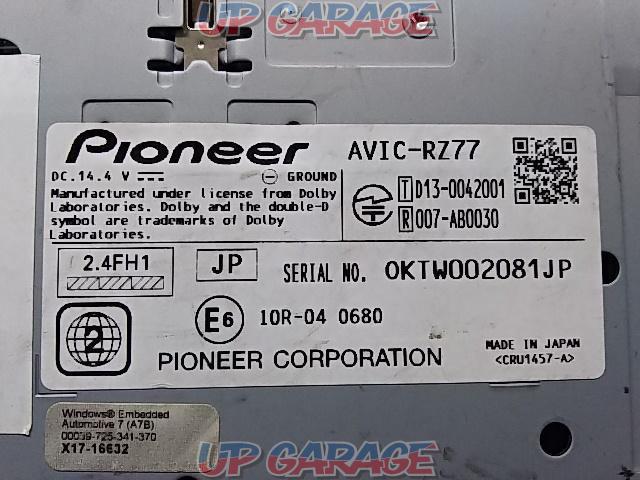 UP GARAGE
Pioneer AVIC-RZ77
DC.14.4 V ⎓ ⊖ GROUND
Manufactured under license from Dolby
Laboratories. Dolby and the double-D
symbol are trademarks of Dolby
Laboratories.
T D13-0042001
R 007-AB0030
2.4FH1
JP
SERIAL NO. OKTW002081JP
2
E6 10R-04 0680
PIONEER CORPORATION
MADE IN JAPAN
<CRU1457-A>
Windows® Embedded
Automotive 7 (A7B)
00039-725-341-370
X17-16632
UP GARAGE